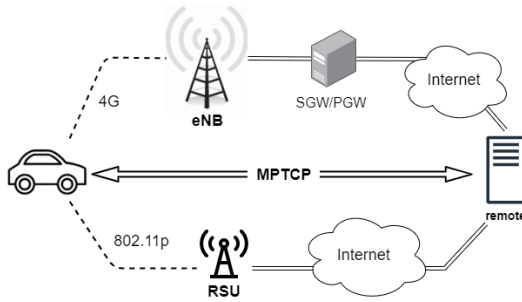 Internet
4G
SGW/PGW
eNB
MPTCP
remote
802.11p
Internet
RSU